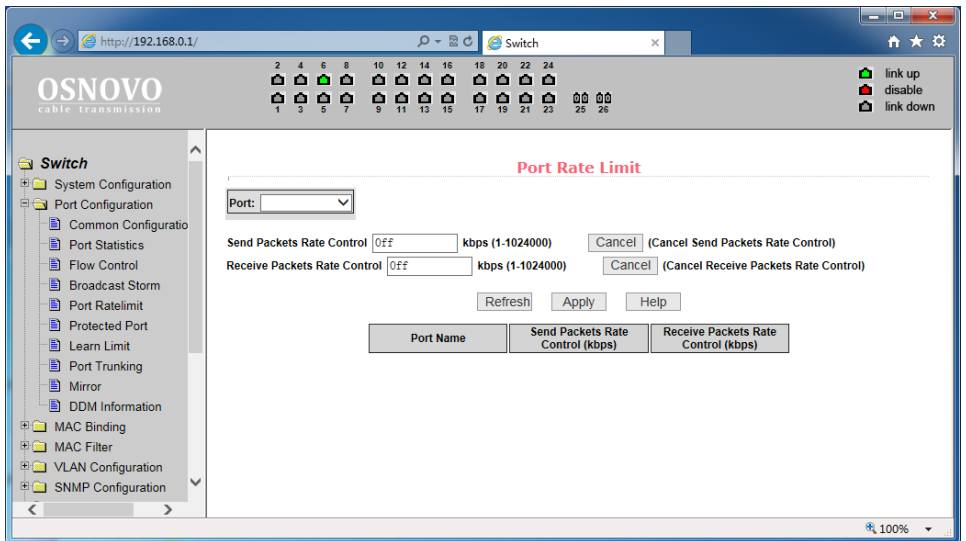 http://192.168.0.1/
Switch
OSNOVO
cable transmission
2 4 6 8 10 12 14 16 18 20 22 24
1 3 5 7 9 11 13 15 17 19 21 23 25 26
link up
disable
link down
Switch
System Configuration
Port Configuration
Common Configuratio
Port Statistics
Flow Control
Broadcast Storm
Port Ratelimit
Protected Port
Learn Limit
Port Trunking
Mirror
DDM Information
MAC Binding
MAC Filter
VLAN Configuration
SNMP Configuration
Port Rate Limit
Port:
Send Packets Rate Control Off kbps (1-1024000) Cancel (Cancel Send Packets Rate Control)
Receive Packets Rate Control Off kbps (1-1024000) Cancel (Cancel Receive Packets Rate Control)
Refresh Apply Help
Port Name Send Packets Rate Control (kbps) Receive Packets Rate Control (kbps)
100%